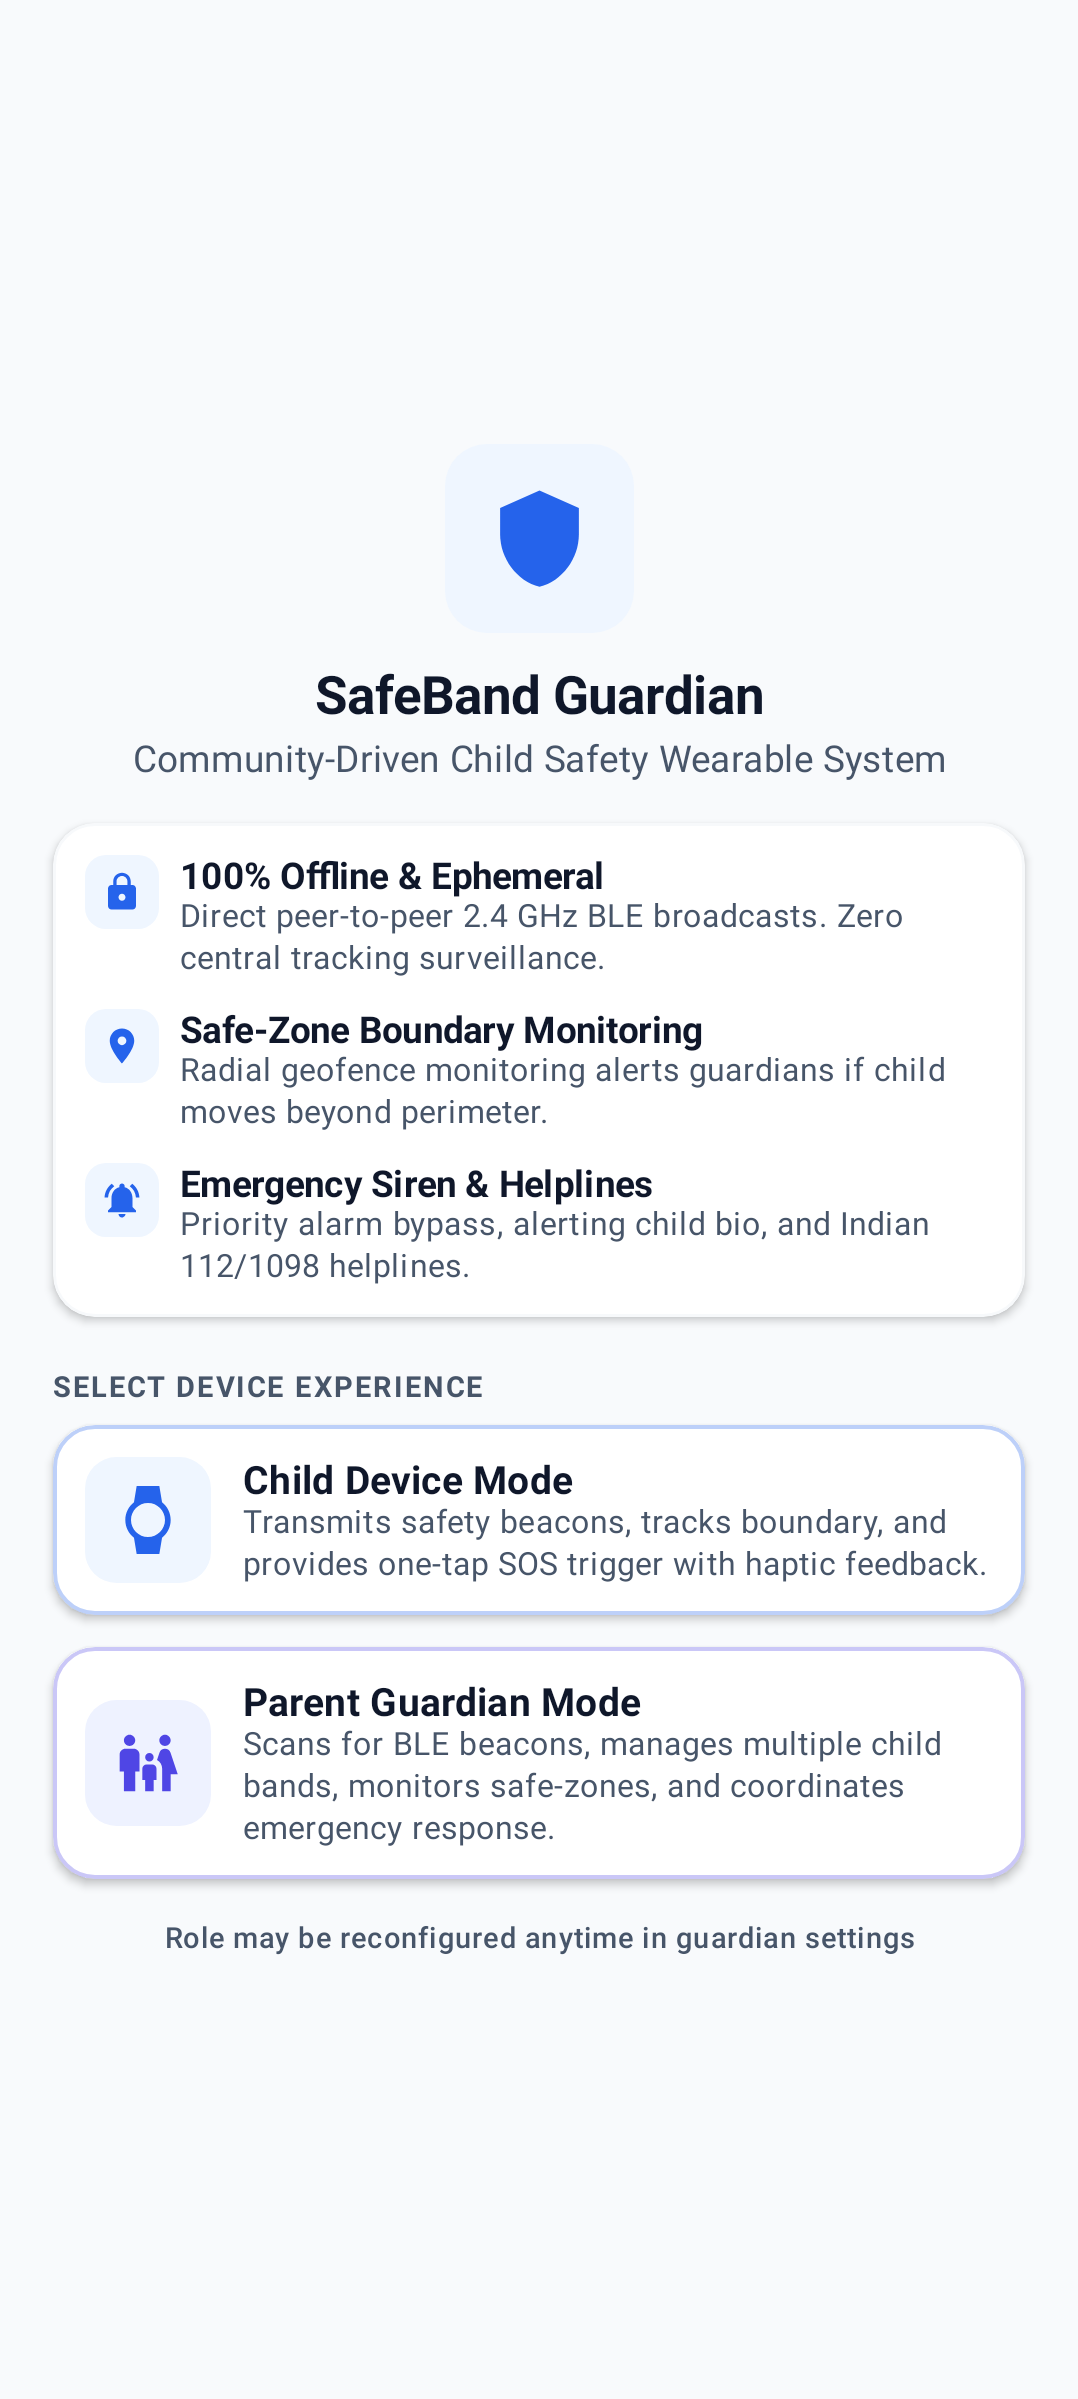 SafeBand Guardian
Community-Driven Child Safety Wearable System
100% Offline & Ephemeral
Direct peer-to-peer 2.4 GHz BLE broadcasts. Zero
central tracking surveillance.
Safe-Zone Boundary Monitoring
Radial geofence monitoring alerts guardians if child
moves beyond perimeter.
Emergency Siren & Helplines
Priority alarm bypass, alerting child bio, and Indian
112/1098 helplines.
SELECT DEVICE EXPERIENCE
Child Device Mode
Transmits safety beacons, tracks boundary, and
provides one-tap SOS trigger with haptic feedback.
Parent Guardian Mode
Scans for BLE beacons, manages multiple child
bands, monitors safe-zones, and coordinates
emergency response.
Role may be reconfigured anytime in guardian settings